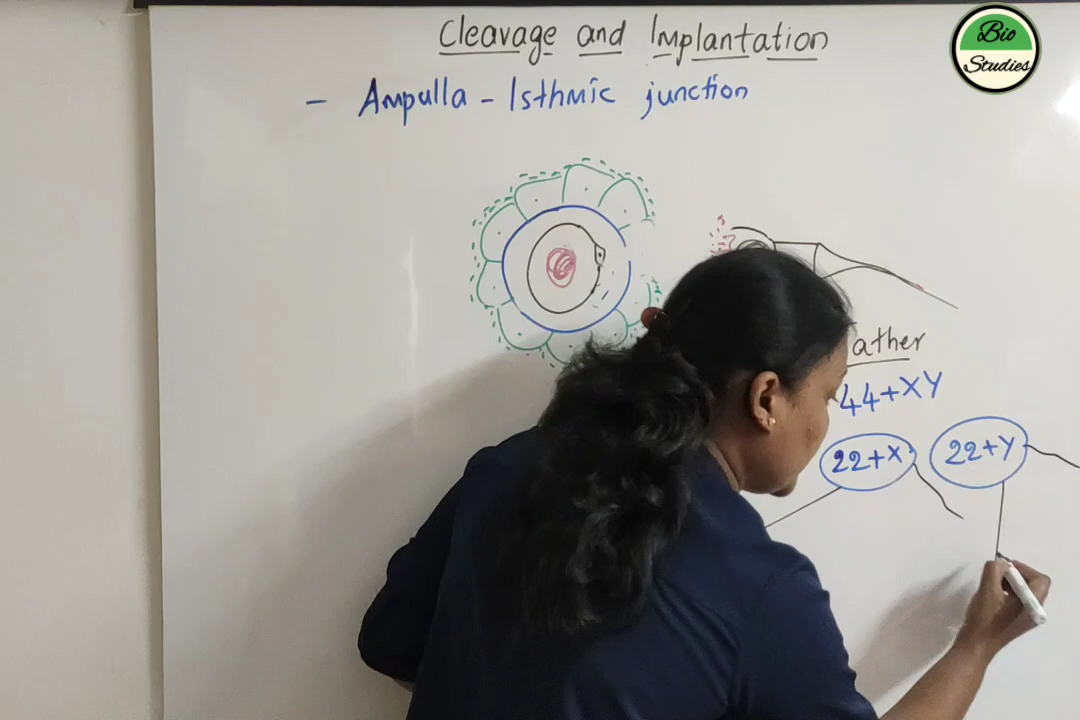 Cleavage and Implantation
Bio
Studies
- Ampulla - Isthmic junction
ather
44+XY
22+X
22+Y